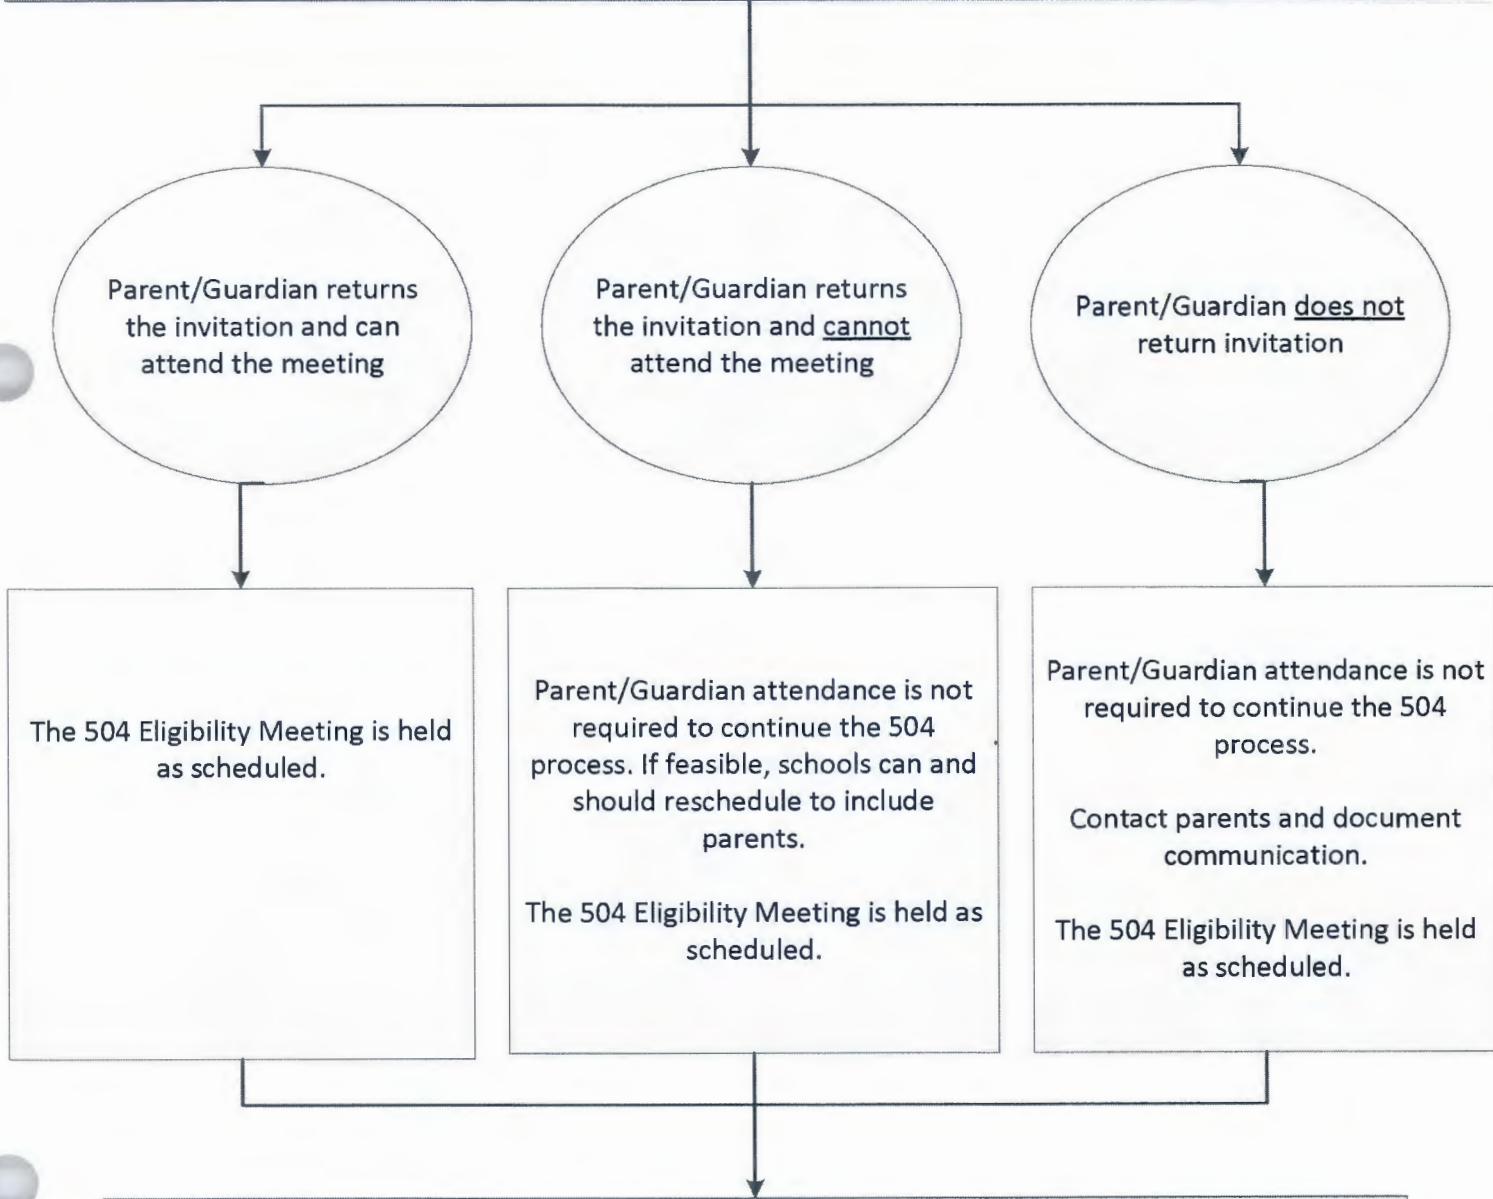 Parent/Guardian returns
the invitation and can
attend the meeting
Parent/Guardian returns
the invitation and cannot
attend the meeting
Parent/Guardian does not
return invitation
The 504 Eligibility Meeting is held
as scheduled.
Parent/Guardian attendance is not
required to continue the 504
process. If feasible, schools can and
should reschedule to include
parents.
The 504 Eligibility Meeting is held as
scheduled.
Parent/Guardian attendance is not
required to continue the 504
process.
Contact parents and document
communication.
The 504 Eligibility Meeting is held
as scheduled.